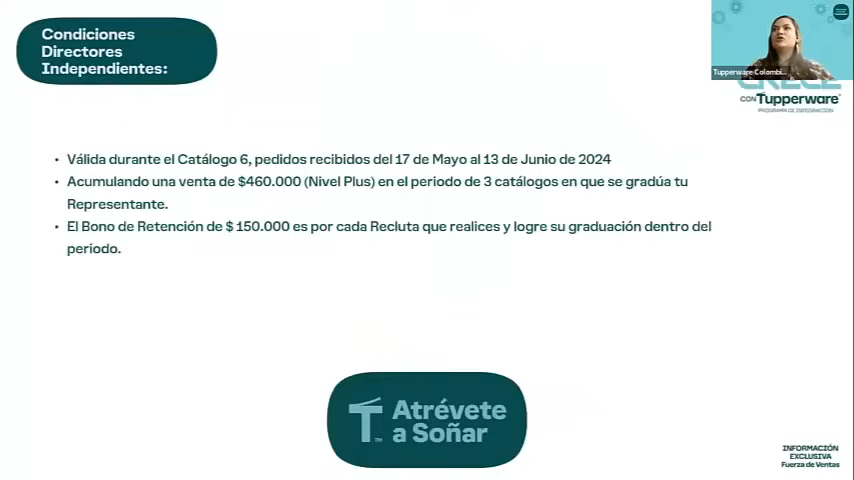 Condiciones
Directores
Independientes:
Tupperware Colombi...
CRECE
CON Tupperware
PROGRAMA DE INTEGRACIÓN
• Válida durante el Catálogo 6, pedidos recibidos del 17 de Mayo al 13 de Junio de 2024
• Acumulando una venta de $460.000 (Nivel Plus) en el periodo de 3 catálogos en que se gradúa tu
Representante.
• El Bono de Retención de $ 150.000 es por cada Recluta que realices y logre su graduación dentro del
periodo.
T™ Atrévete
a Soñar
INFORMACIÓN
EXCLUSIVA
Fuerza de Ventas